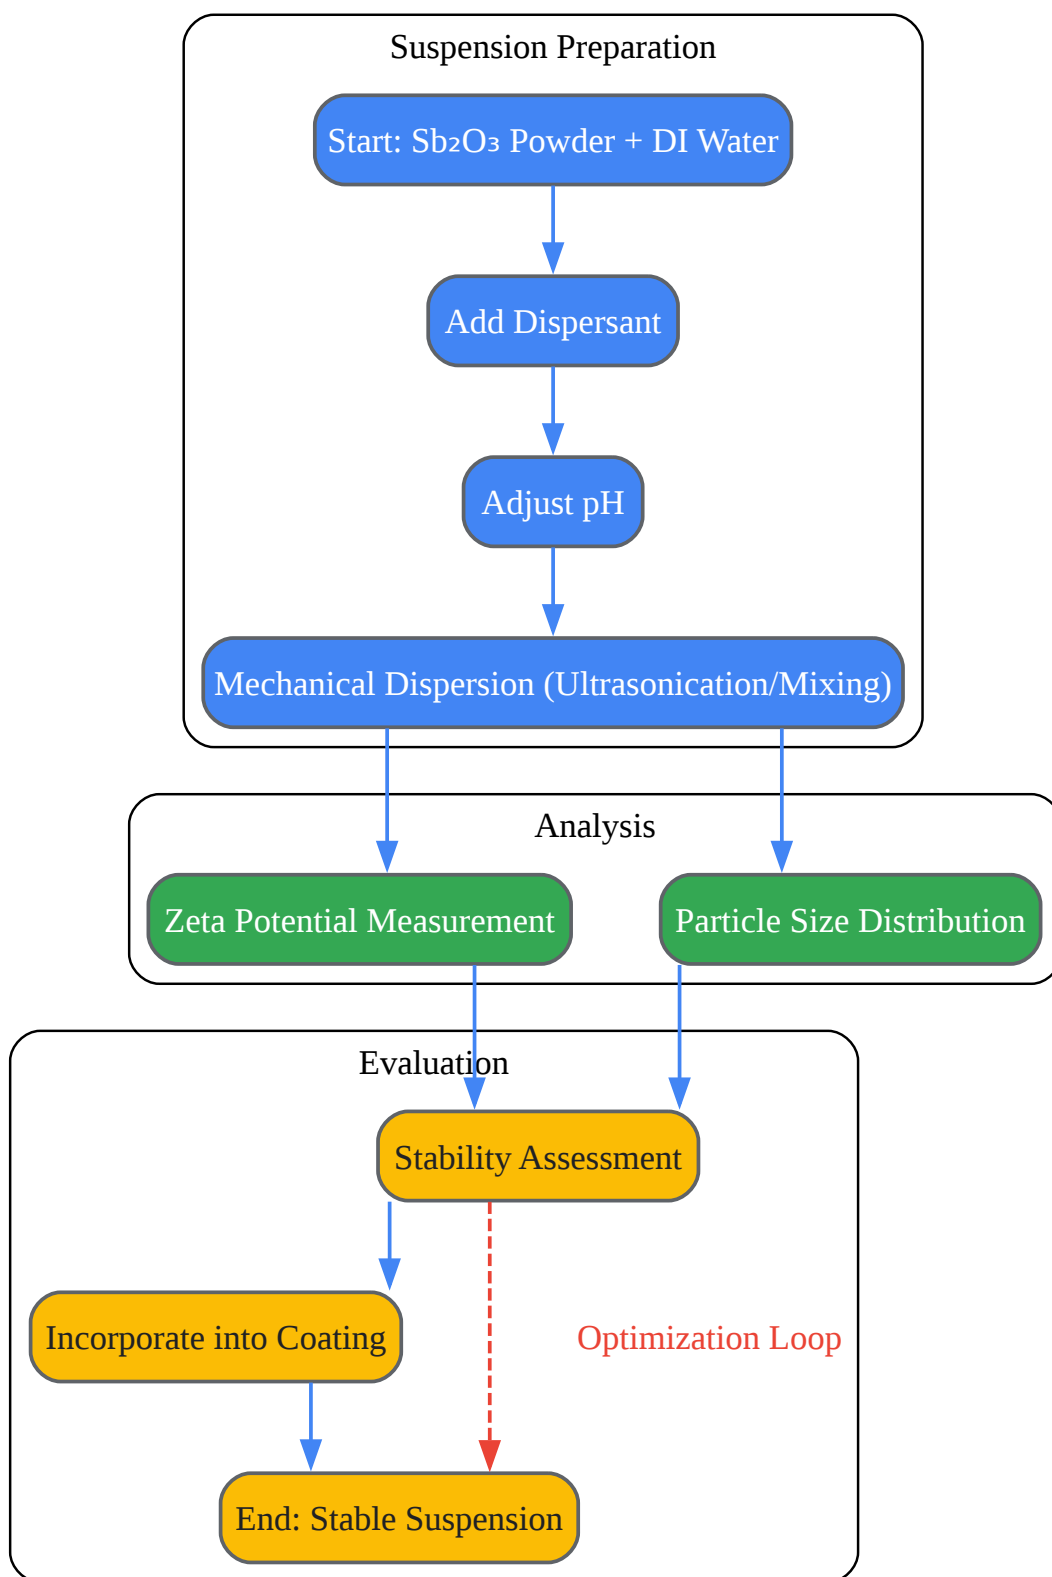 Suspension Preparation
Start: Sb₂O₃ Powder + DI Water
Add Dispersant
Adjust pH
Mechanical Dispersion (Ultrasonication/Mixing)
Analysis
Zeta Potential Measurement
Particle Size Distribution
Evaluation
Stability Assessment
Incorporate into Coating
Optimization Loop
End: Stable Suspension